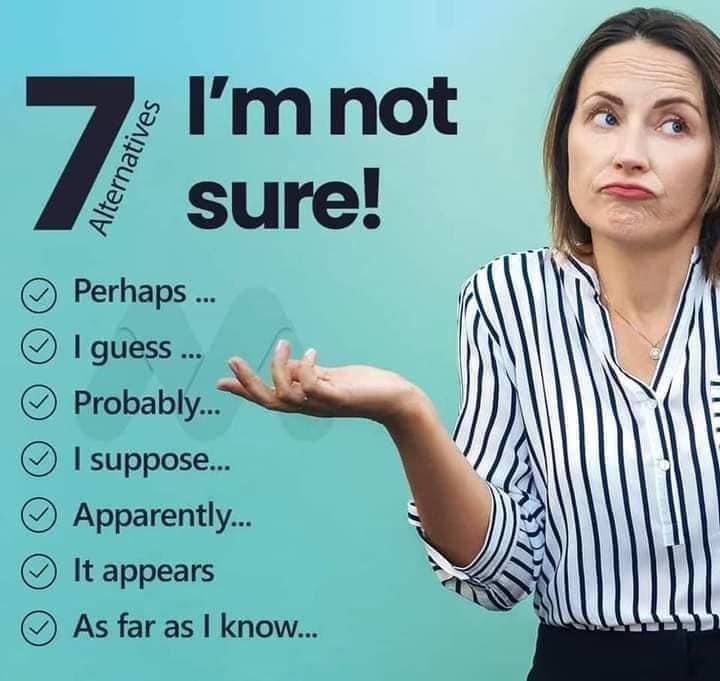 7 Alternatives
I'm not
sure!
Perhaps ...
I guess ...
Probably...
I suppose...
Apparently...
It appears
As far as I know...